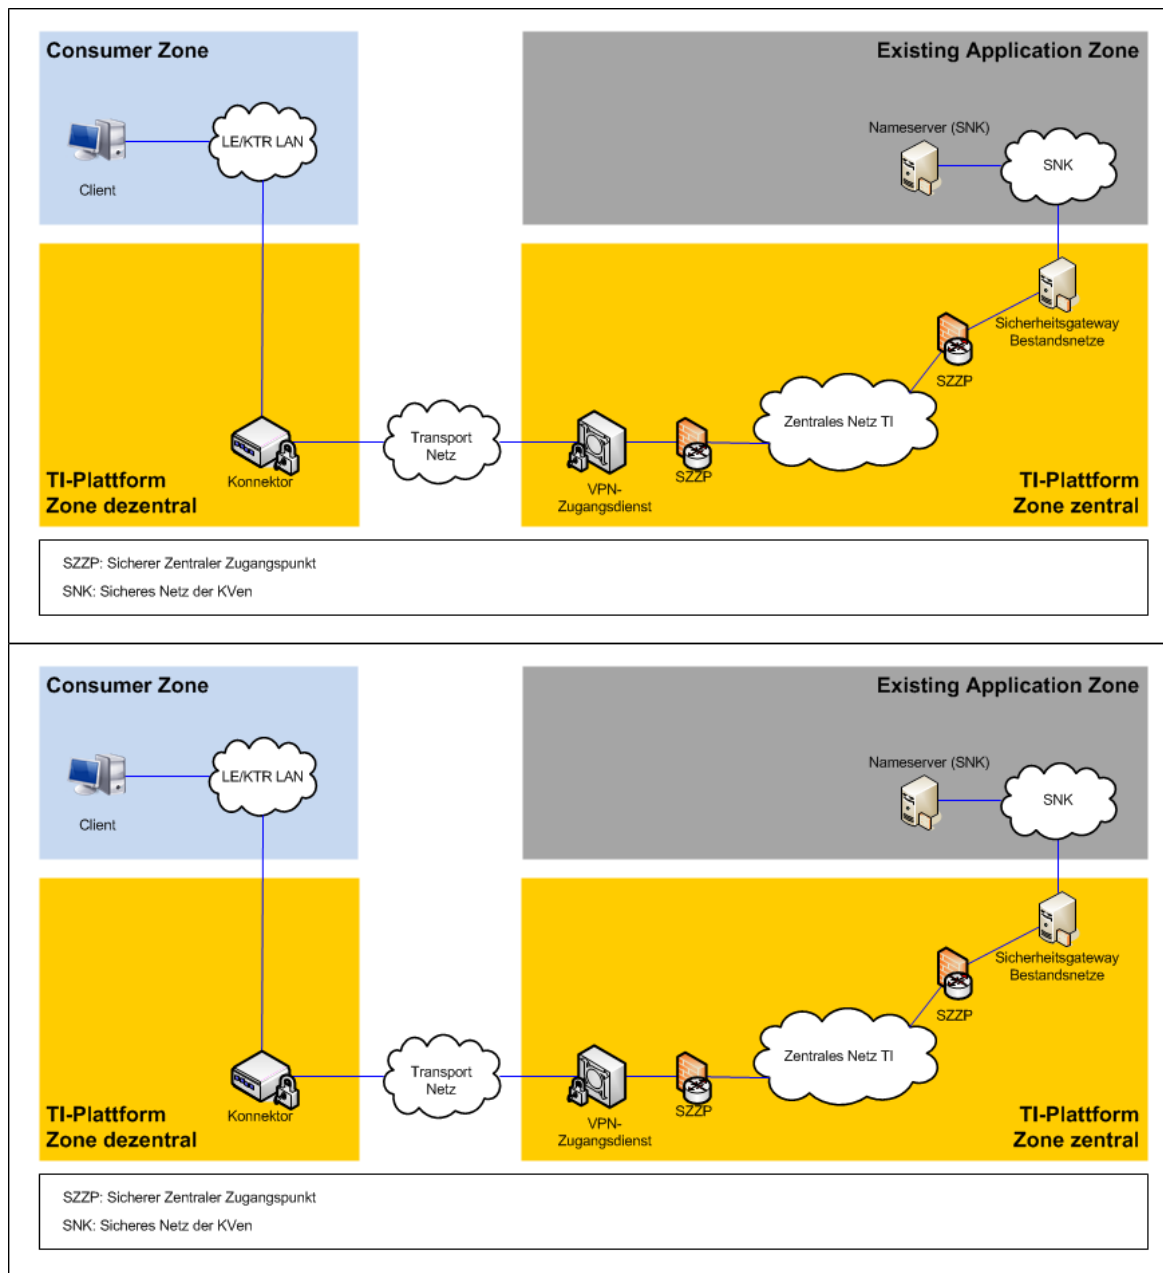 Consumer Zone
Existing Application Zone
LE/KTR LAN
Client
Nameserver (SNK)
SNK
Sicherheitsgateway
Bestandsnetze
SZZP
Zentrales Netz TI
Transport
Netz
Konnektor
VPN-
Zugangsdienst
SZZP
TI-Plattform
Zone dezentral
TI-Plattform
Zone zentral
SZZP: Sicherer Zentraler Zugangspunkt
SNK: Sicheres Netz der KVen
Consumer Zone
Existing Application Zone
LE/KTR LAN
Client
Nameserver (SNK)
SNK
Sicherheitsgateway
Bestandsnetze
SZZP
Zentrales Netz TI
Transport
Netz
Konnektor
VPN-
Zugangsdienst
SZZP
TI-Plattform
Zone dezentral
TI-Plattform
Zone zentral
SZZP: Sicherer Zentraler Zugangspunkt
SNK: Sicheres Netz der KVen